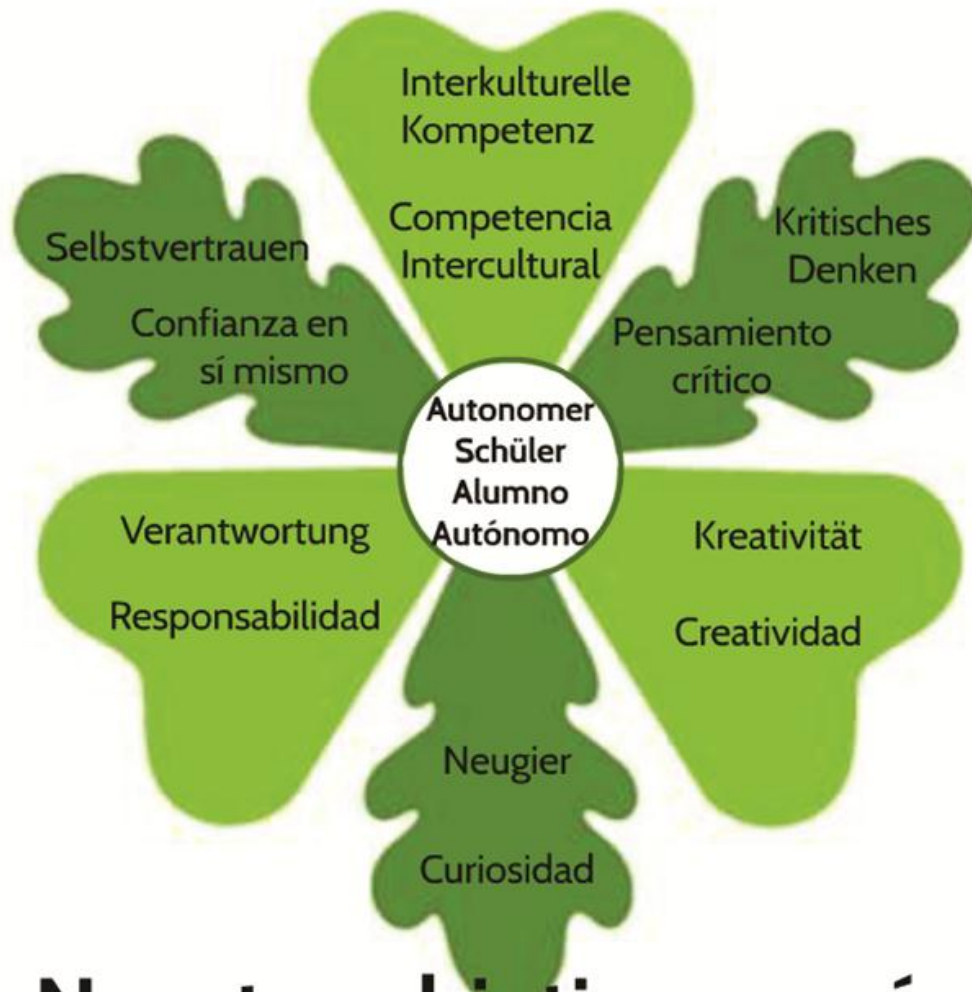 Interkulturelle
Kompetenz
Competencia
Intercultural
Selbstvertrauen
Confianza en
sí mismo
Kritisches
Denken
Pensamiento
crítico
Autonomer
Schüler
Alumno
Autónomo
Verantwortung
Responsabilidad
Kreativität
Creatividad
Neugier
Curiosidad